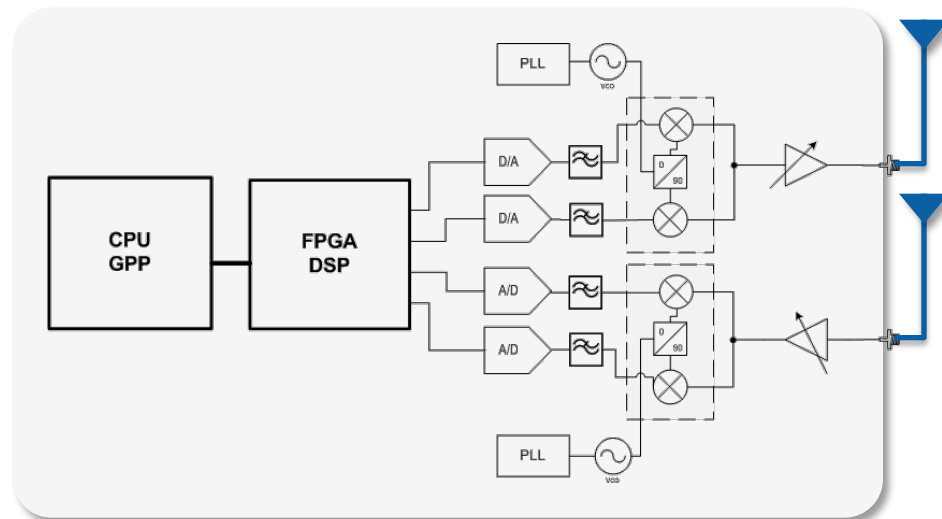 PLL
VCO
D/A
0
90
D/A
CPU
GPP
FPGA
DSP
A/D
0
90
A/D
PLL
VCO